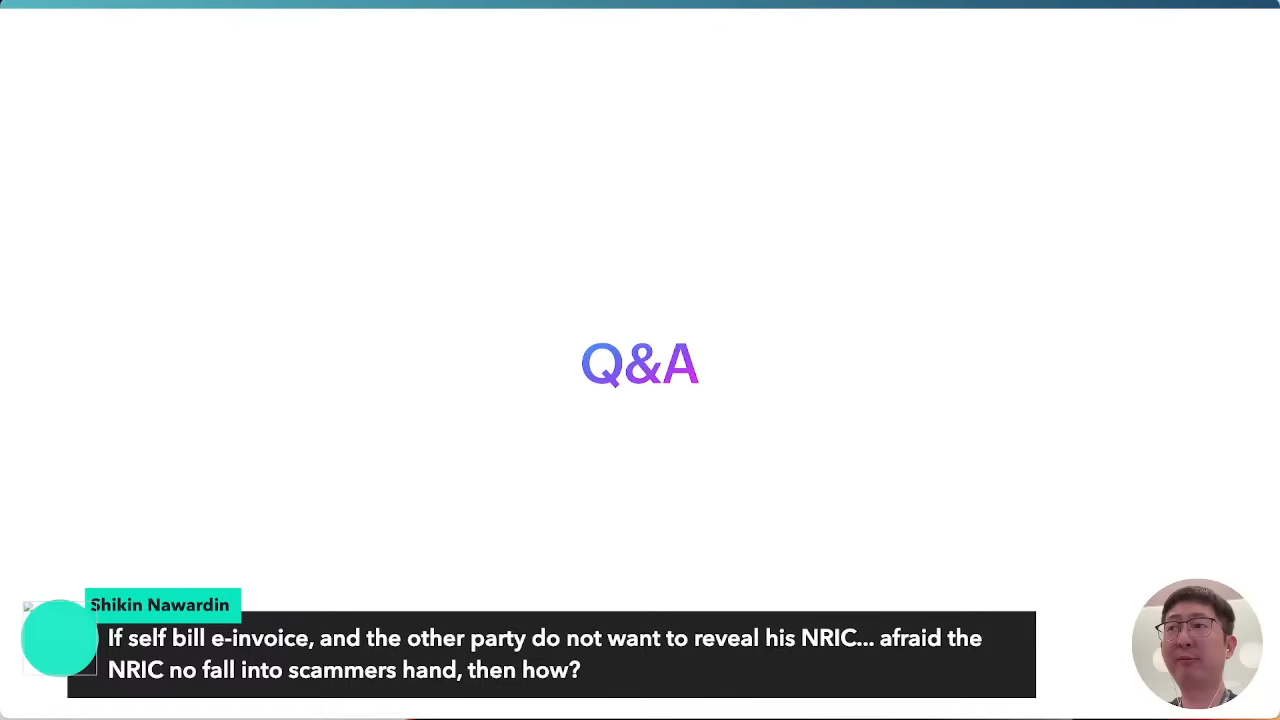 Q&A
Shikin Nawardin
If self bill e-invoice, and the other party do not want to reveal his NRIC... afraid the
NRIC no fall into scammers hand, then how?